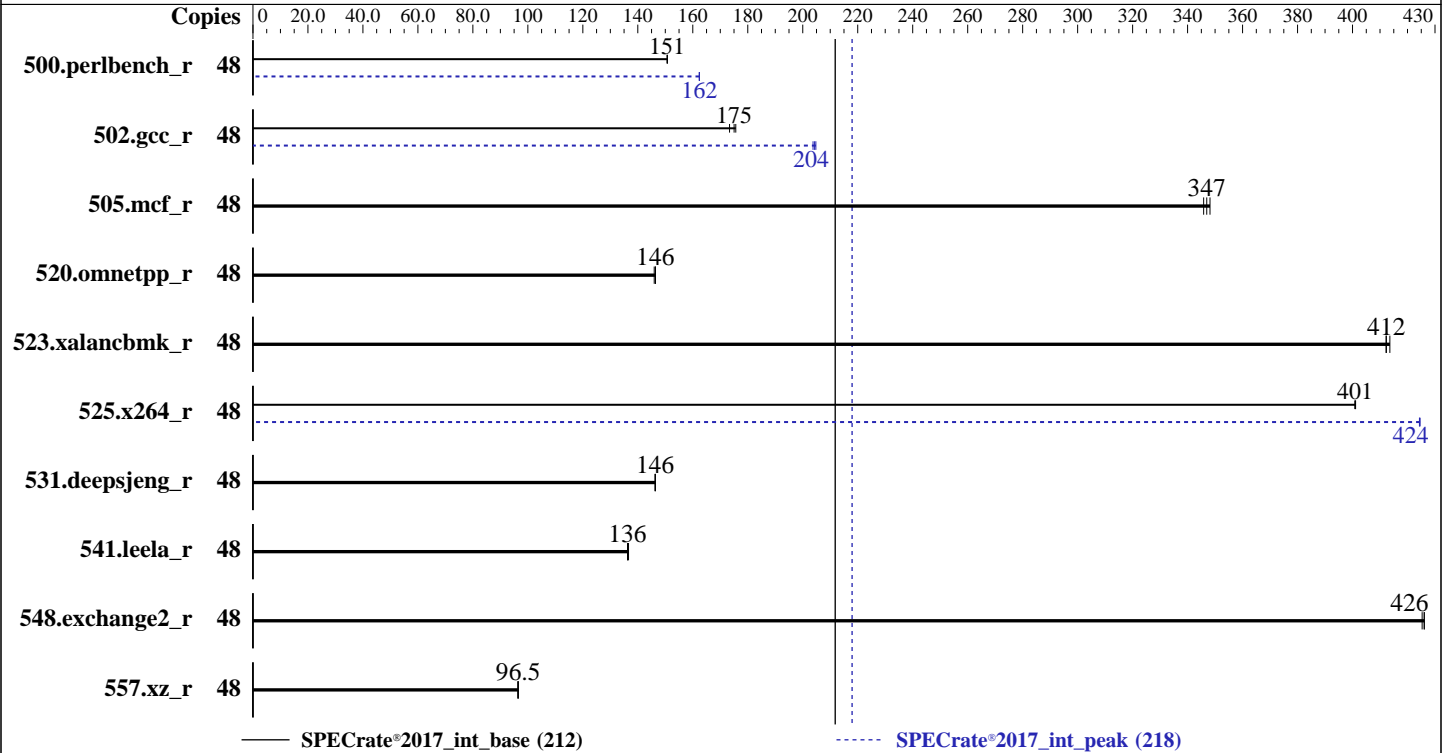 Copies 0 20.0 40.0 60.0 80.0 100 120 140 160 180 200 220 240 260 280 300 320 340 360 380 400 430
151
500.perlbench_r 48
162
175
502.gcc_r 48
204
347
505.mcf_r 48
146
520.omnetpp_r 48
412
523.xalancbmk_r 48
401
525.x264_r 48
424
146
531.deepsjeng_r 48
136
541.leela_r 48
426
548.exchange2_r 48
96.5
557.xz_r 48
SPECrate®2017_int_base (212) SPECrate®2017_int_peak (218)